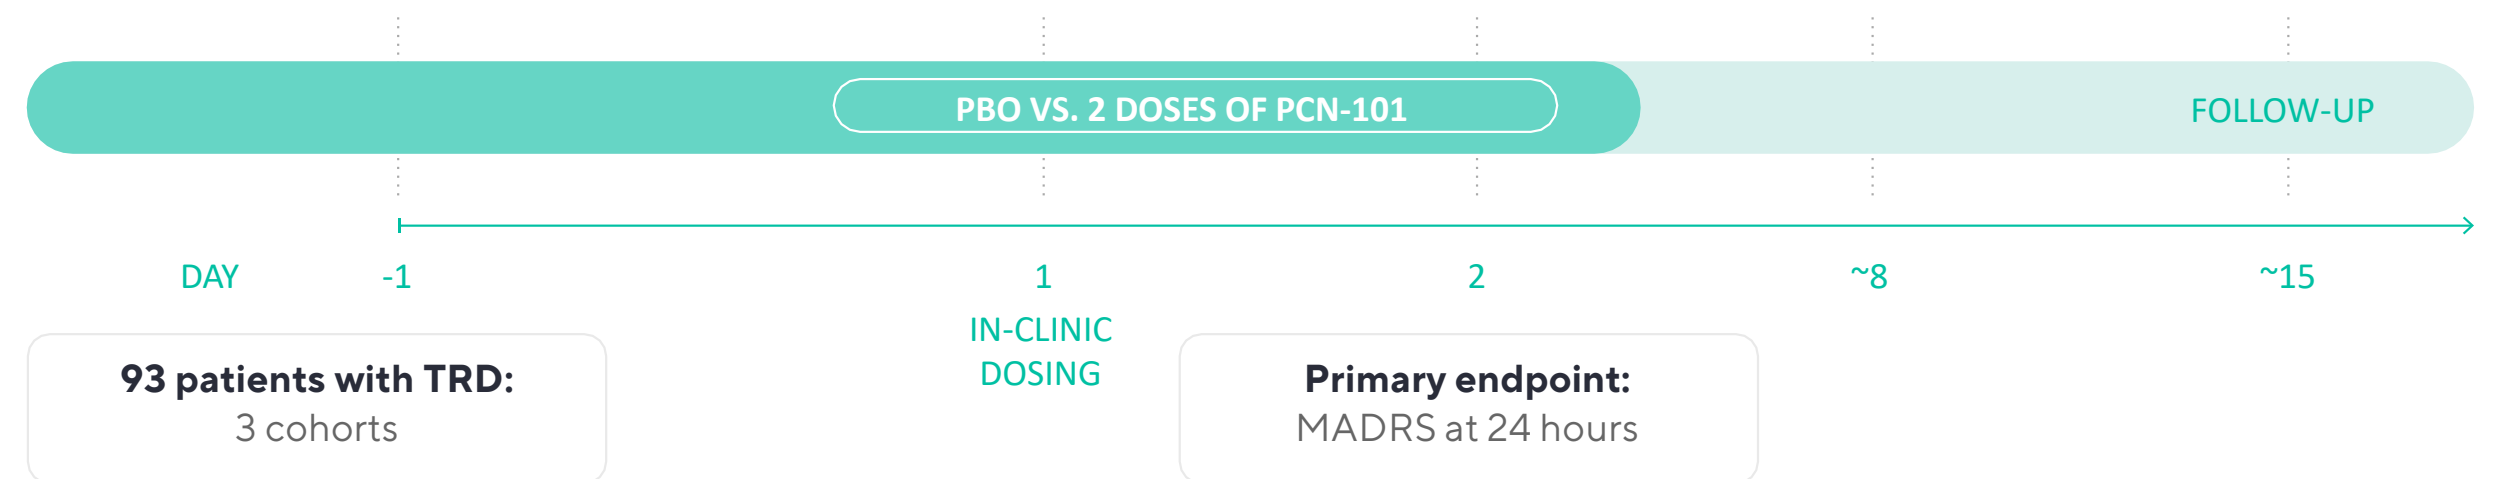 PBO VS. 2 DOSES OF PCN-101
FOLLOW-UP
DAY -1 1 2 ~8 ~15
IN-CLINIC
DOSING
93 patients with TRD:
3 cohorts
Primary endpoint:
MADRS at 24 hours